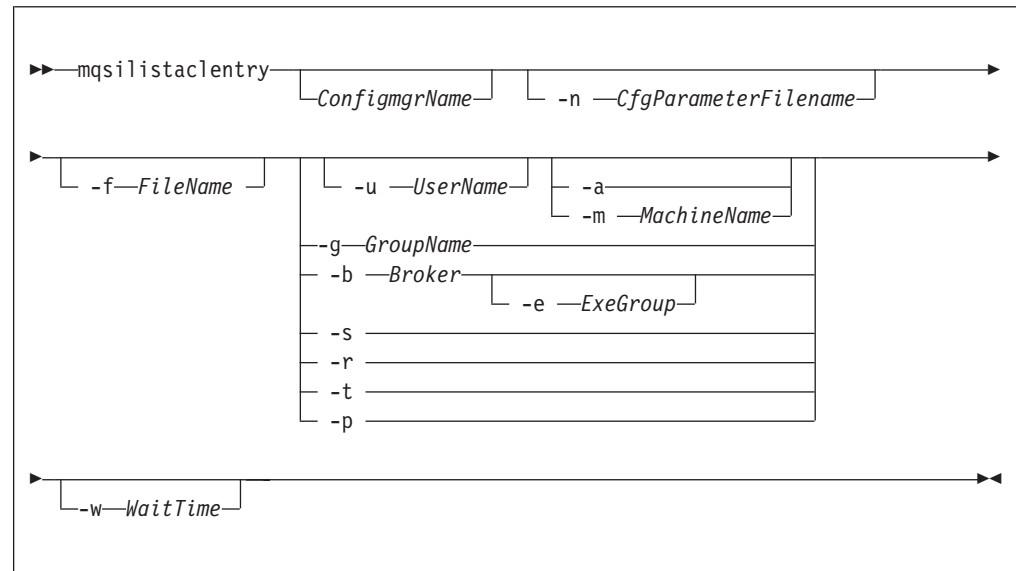 mqsilistaclentry
ConfigmgrName -n CfgParameterFilename
-f FileName -u UserName -a
-m MachineName
-g GroupName
-b Broker
-e ExeGroup
-s
-r
-t
-p
-w WaitTime